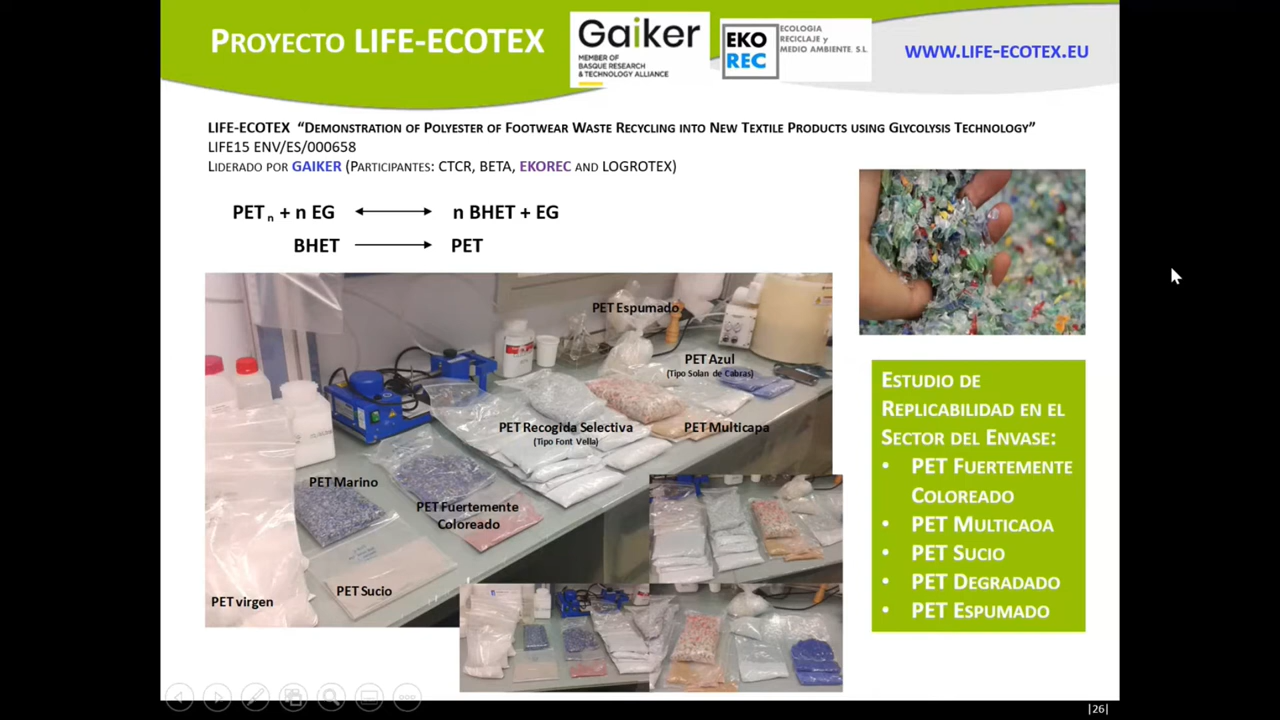 PROYECTO LIFE-ECOTEX
Gaiker
MEMBER OF
BASQUE RESEARCH
& TECHNOLOGY ALLIANCE
EKO
REC
ECOLOGIA
RECICLAJE y
MEDIO AMBIENTE. S.L.
WWW.LIFE-ECOTEX.EU
LIFE-ECOTEX “DEMONSTRATION OF POLYESTER OF FOOTWEAR WASTE RECYCLING INTO NEW TEXTILE PRODUCTS USING GLYCOLYSIS TECHNOLOGY”
LIFE15 ENV/ES/000658
LIDERADO POR GAIKER (PARTICIPANTES: CTCR, BETA, EKOREC AND LOGROTEX)
PET n + n EG ⟷ n BHET + EG
BHET ⟶ PET
PET Espumado
PET Azul
(Tipo Solan de Cabras)
PET Recogida Selectiva
(Tipo Font Vella)
PET Multicapa
PET Marino
PET Fuertemente
Coloreado
PET Sucio
PET virgen
ESTUDIO DE
REPLICABILIDAD EN EL
SECTOR DEL ENVASE:
• PET FUERTEMENTE
COLOREADO
• PET MULTICAOA
• PET SUCIO
• PET DEGRADADO
• PET ESPUMADO
|26|